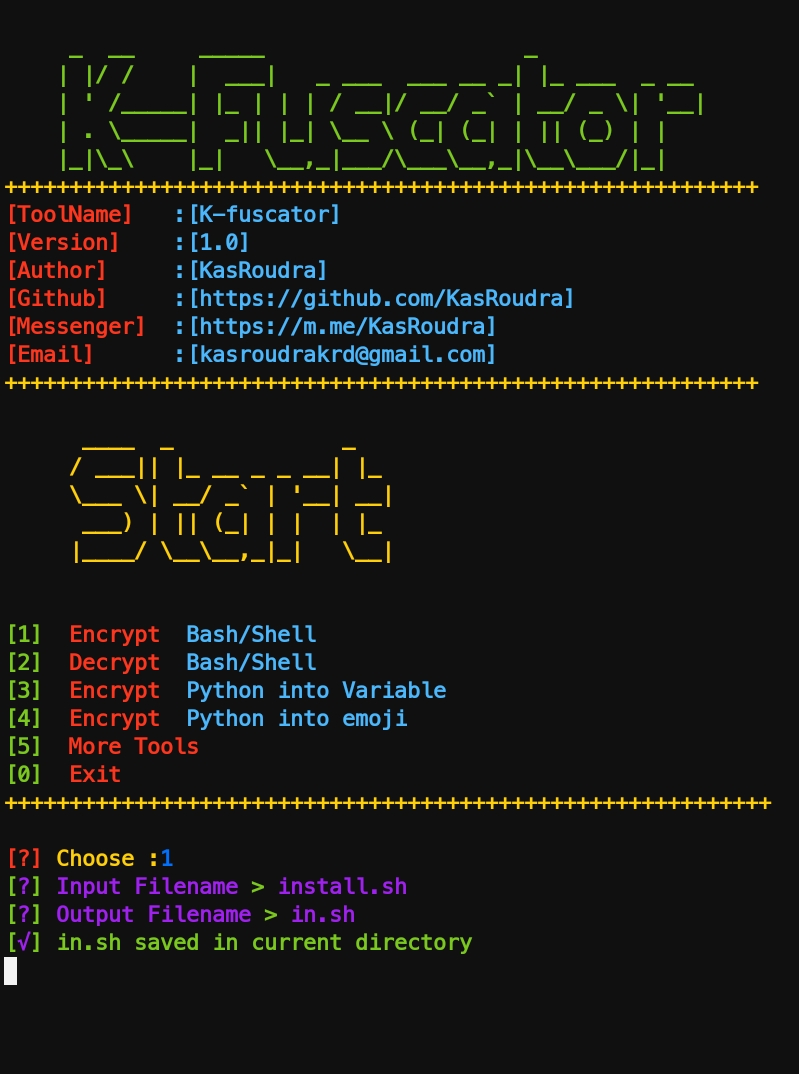 K-Fuscator
++++++++++++++++++++++++++++++++++++++++++++++++++++++++++
[ToolName]   :[K-fuscator]
[Version]    :[1.0]
[Author]     :[KasRoudra]
[Github]     :[https://github.com/KasRoudra]
[Messenger]  :[https://m.me/KasRoudra]
[Email]      :[kasroudrakrd@gmail.com]
++++++++++++++++++++++++++++++++++++++++++++++++++++++++++
Start
[1]  Encrypt  Bash/Shell
[2]  Decrypt  Bash/Shell
[3]  Encrypt  Python into Variable
[4]  Encrypt  Python into emoji
[5]  More Tools
[0]  Exit
+++++++++++++++++++++++++++++++++++++++++++++++++++++++++++
[?] Choose :1
[?] Input Filename > install.sh
[?] Output Filename > in.sh
[√] in.sh saved in current directory